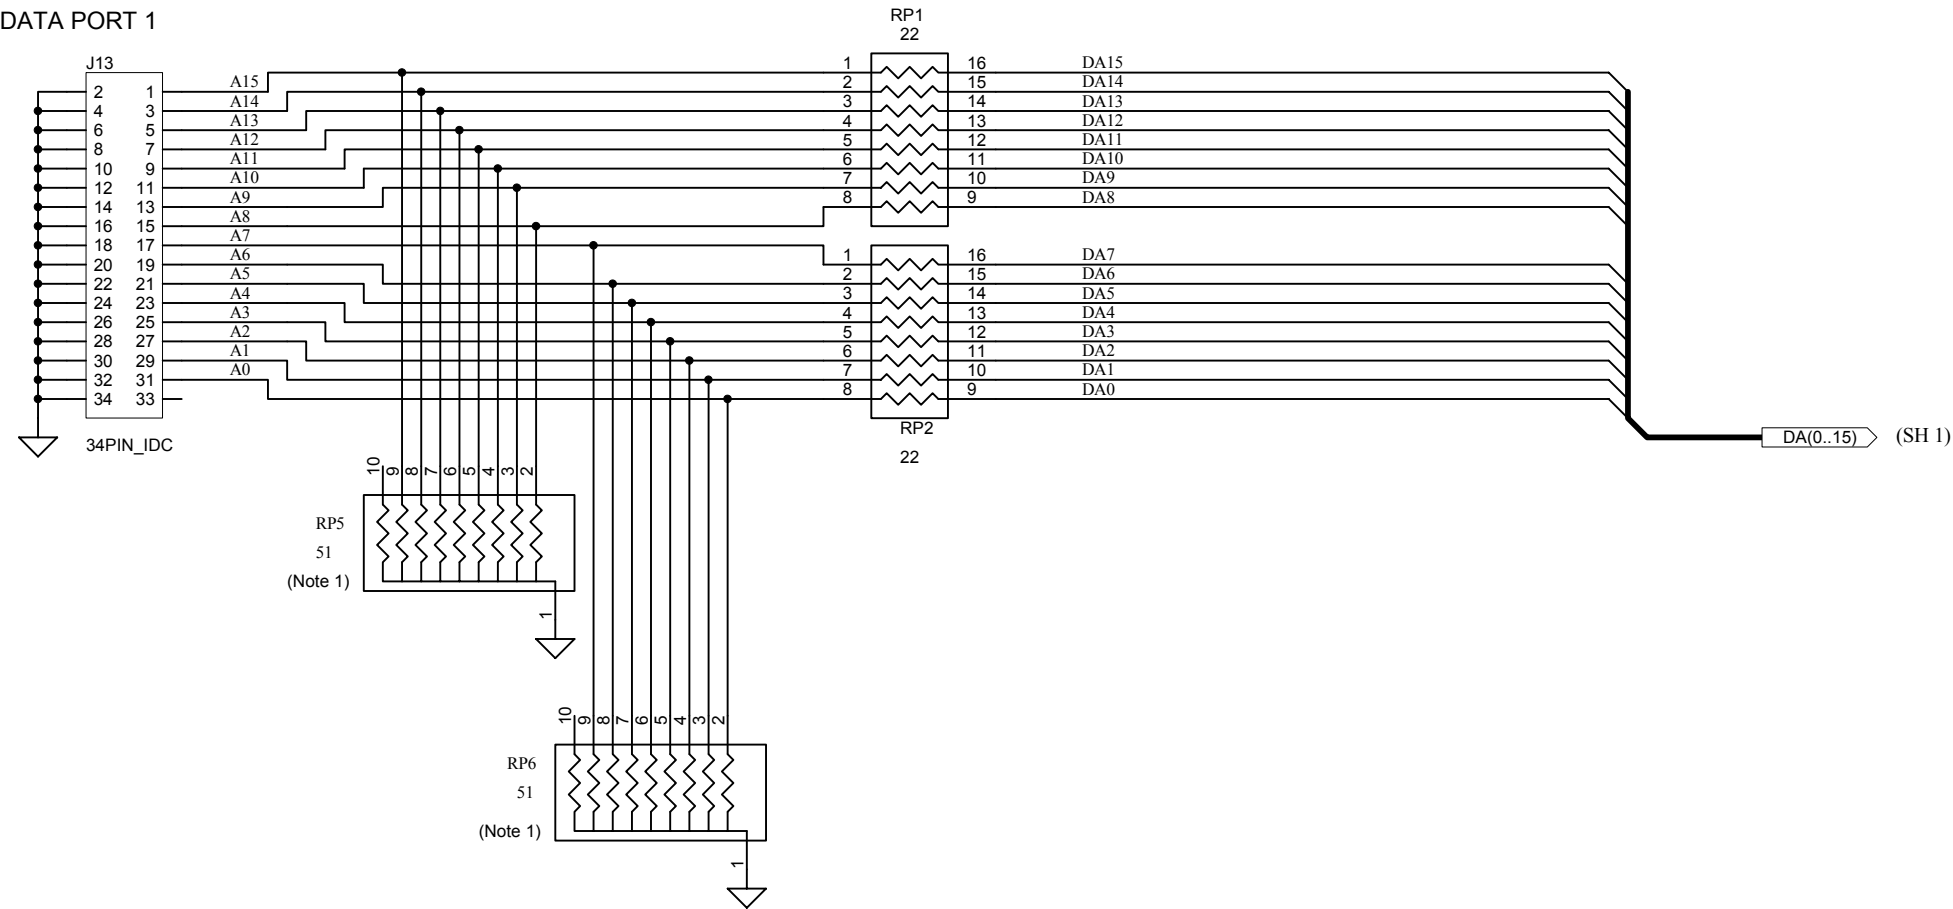 DATA PORT 1
RP1
22
J13
2 1 A15
4 3 A14
6 5 A13
8 7 A12
10 9 A11
12 11 A10
14 13 A9
16 15 A8
18 17 A7
20 19 A6
22 21 A5
24 23 A4
26 25 A3
28 27 A2
30 29 A1
32 31 A0
34 33
34PIN_IDC
1 16 DA15
2 15 DA14
3 14 DA13
4 13 DA12
5 12 DA11
6 11 DA10
7 10 DA9
8 9 DA8
1 16 DA7
2 15 DA6
3 14 DA5
4 13 DA4
5 12 DA3
6 11 DA2
7 10 DA1
8 9 DA0
RP2
22
DA(0..15) (SH 1)
10 9 8 7 6 5 4 3 2
RP5
51
(Note 1)
1
10 9 8 7 6 5 4 3 2
RP6
51
(Note 1)
1